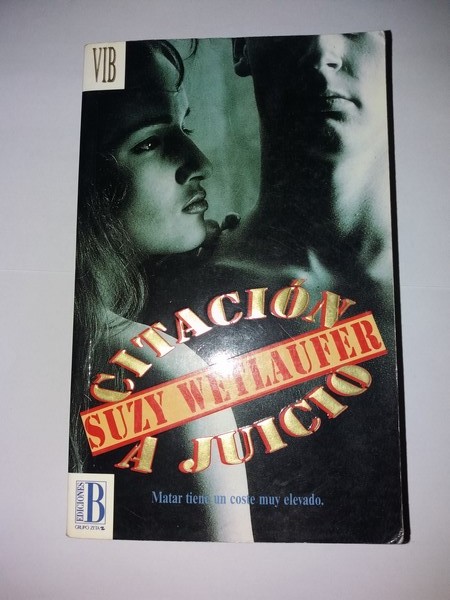 VIB
CITACIÓN
SUZY WETLAUFER
A JUICIO
Matar tiene un coste muy elevado.
EDICIONES
B
GRUPO ZETA